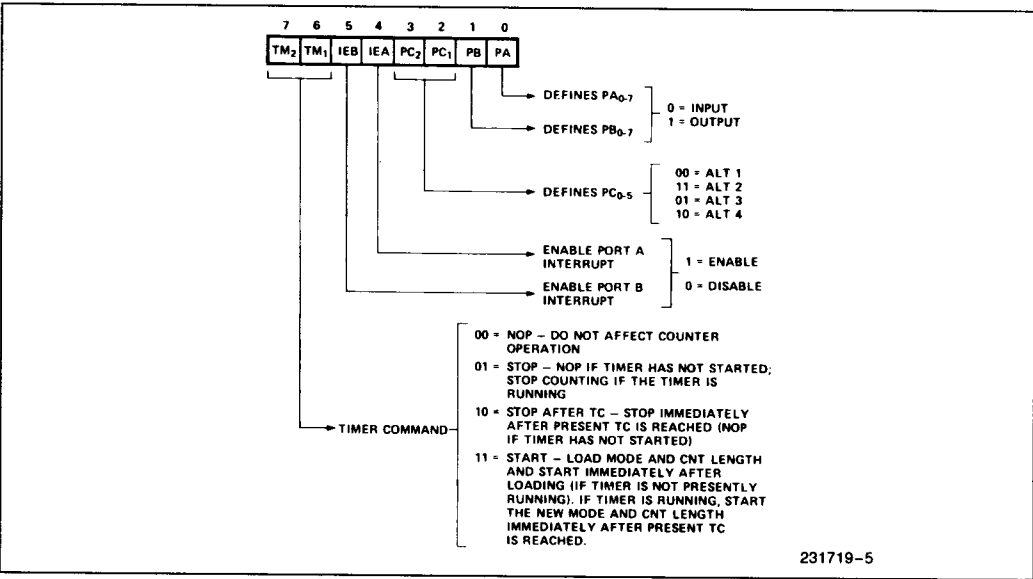 7 6 5 4 3 2 1 0
TM₂ TM₁ IEB IEA PC₂ PC₁ PB PA
DEFINES PA₀₋₇
0 = INPUT
1 = OUTPUT
DEFINES PB₀₋₇
DEFINES PC₀₋₅
00 = ALT 1
11 = ALT 2
01 = ALT 3
10 = ALT 4
ENABLE PORT A
INTERRUPT
1 = ENABLE
0 = DISABLE
ENABLE PORT B
INTERRUPT
TIMER COMMAND
00 = NOP – DO NOT AFFECT COUNTER
OPERATION
01 = STOP – NOP IF TIMER HAS NOT STARTED;
STOP COUNTING IF THE TIMER IS
RUNNING
10 = STOP AFTER TC – STOP IMMEDIATELY
AFTER PRESENT TC IS REACHED (NOP
IF TIMER HAS NOT STARTED)
11 = START – LOAD MODE AND CNT LENGTH
AND START IMMEDIATELY AFTER
LOADING (IF TIMER IS NOT PRESENTLY
RUNNING). IF TIMER IS RUNNING, START
THE NEW MODE AND CNT LENGTH
IMMEDIATELY AFTER PRESENT TC
IS REACHED.
231719–5